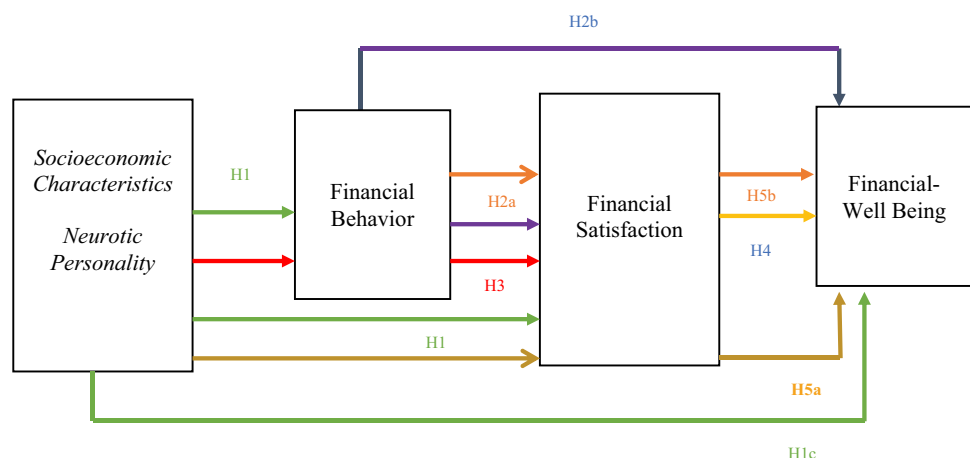 H2b
Socioeconomic
Characteristics
Neurotic
Personality
H1
Financial
Behavior
H2a
H3
H1
Financial
Satisfaction
H5b
H4
Financial-
Well Being
H5a
H1c